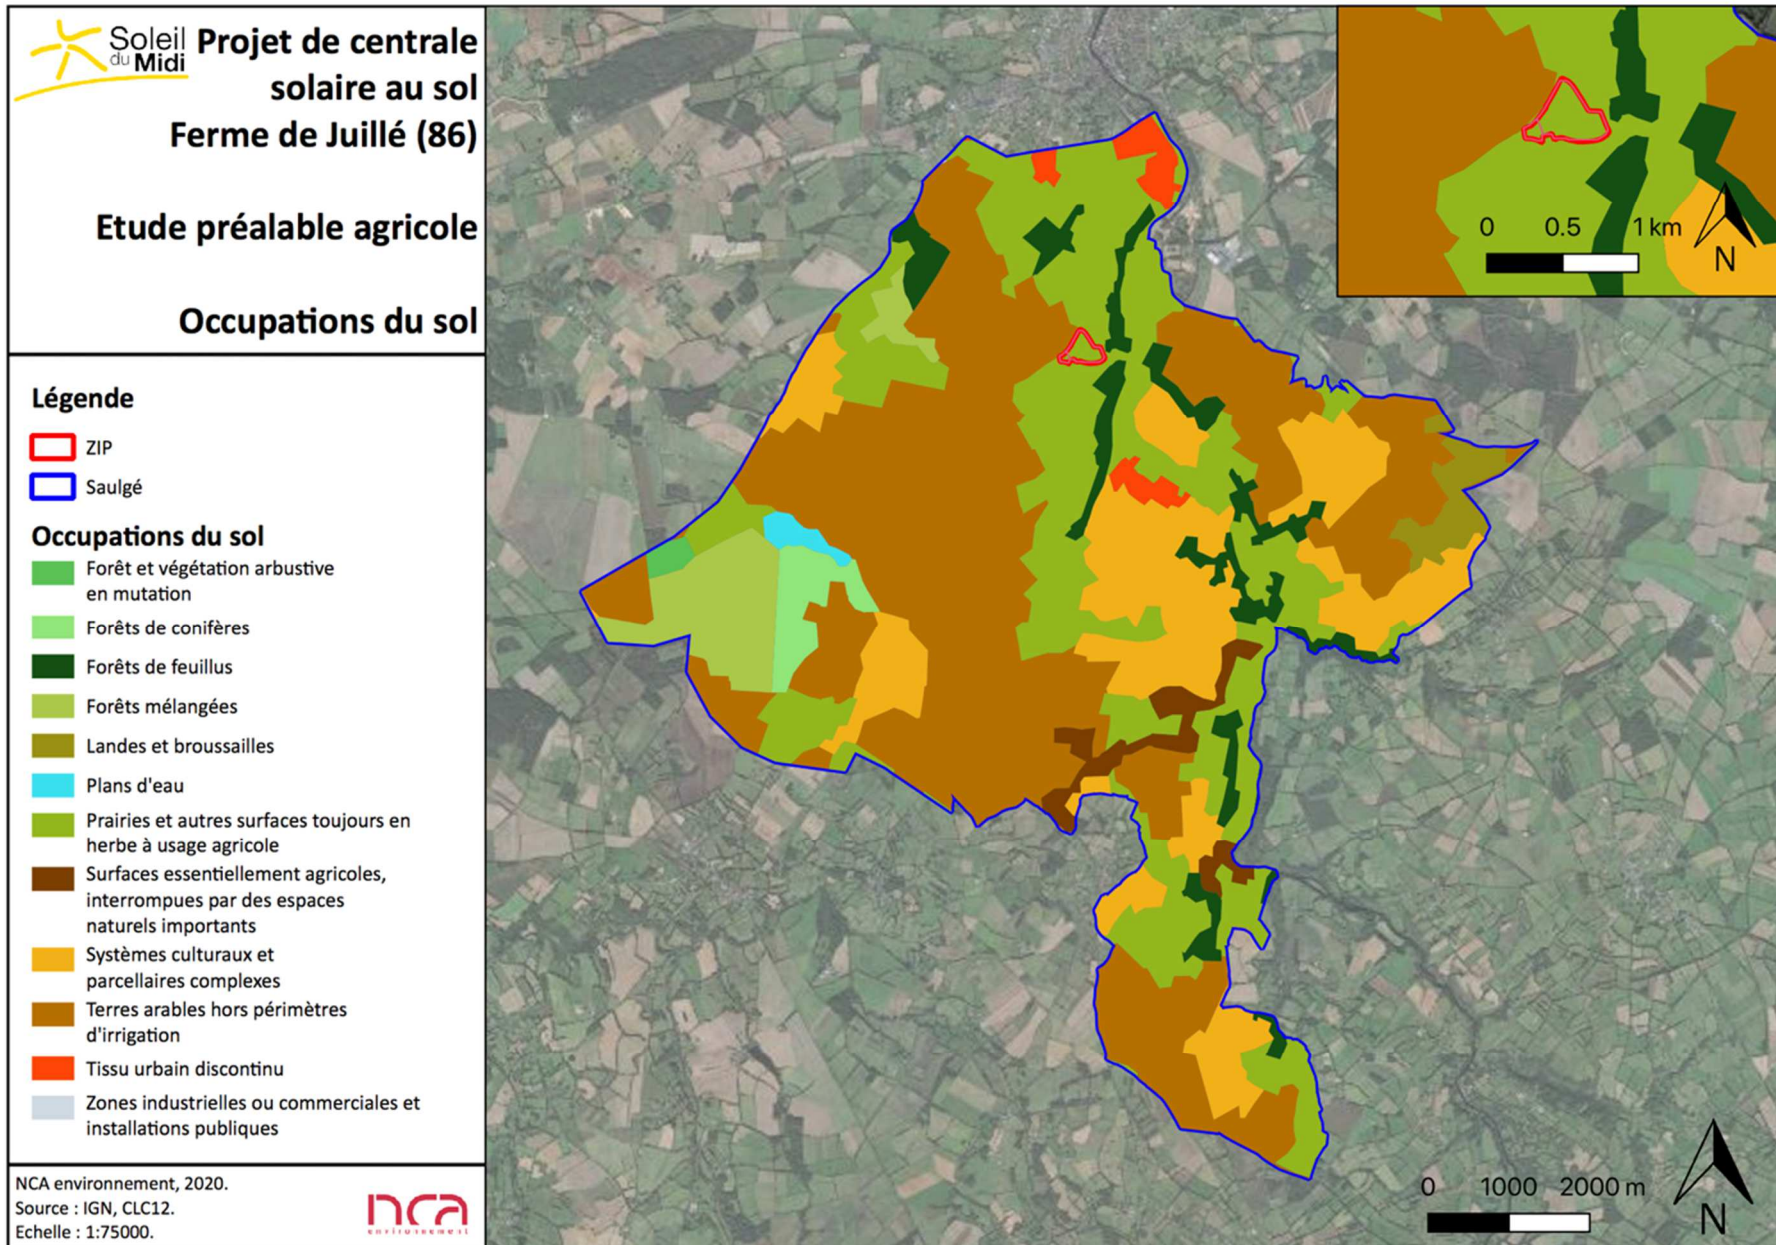 Soleil
du Midi
Projet de centrale
solaire au sol
Ferme de Juillé (86)
Etude préalable agricole
Occupations du sol
Légende
ZIP
Saulgé
Occupations du sol
Forêt et végétation arbustive
en mutation
Forêts de conifères
Forêts de feuillus
Forêts mélangées
Landes et broussailles
Plans d'eau
Prairies et autres surfaces toujours en
herbe à usage agricole
Surfaces essentiellement agricoles,
interrompues par des espaces
naturels importants
Systèmes culturaux et
parcellaires complexes
Terres arables hors périmètres
d'irrigation
Tissu urbain discontinu
Zones industrielles ou commerciales et
installations publiques
NCA environnement, 2020.
Source : IGN, CLC12.
Echelle : 1:75000.
nca
environnement
0 0.5 1 km
N
0 1000 2000 m
N